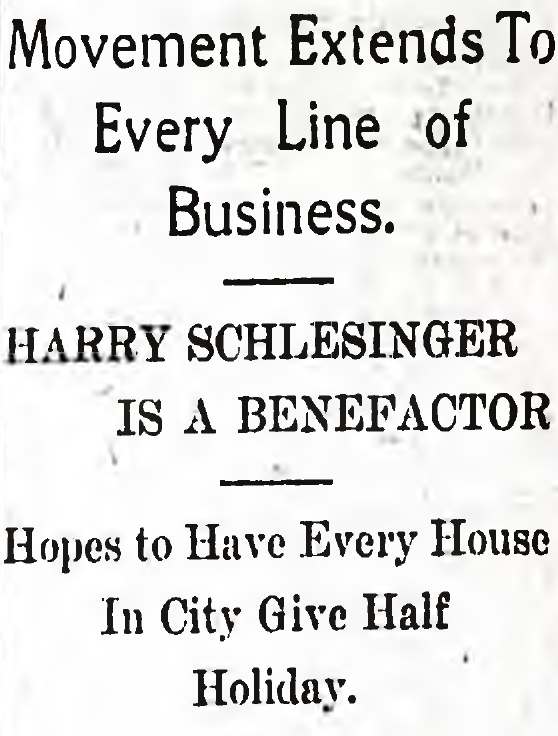 Movement Extends To
Every Line of
Business.
HARRY SCHLESINGER
IS A BENEFACTOR
Hopes to Have Every House
In City Give Half
Holiday.